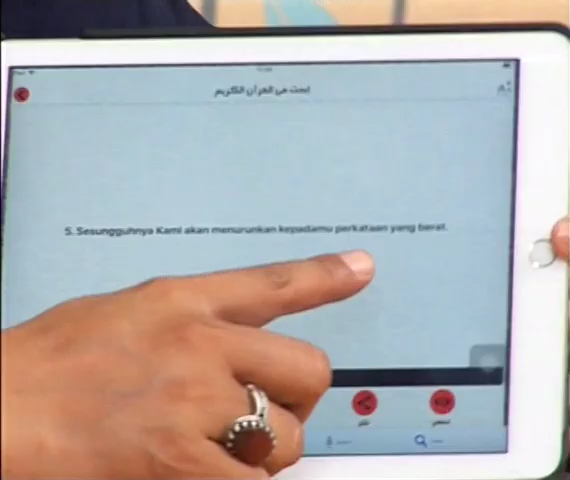 ابحث في القرآن الكريم
5. Sesungguhnya Kami akan menurunkan kepadamu perkataan yang berat.